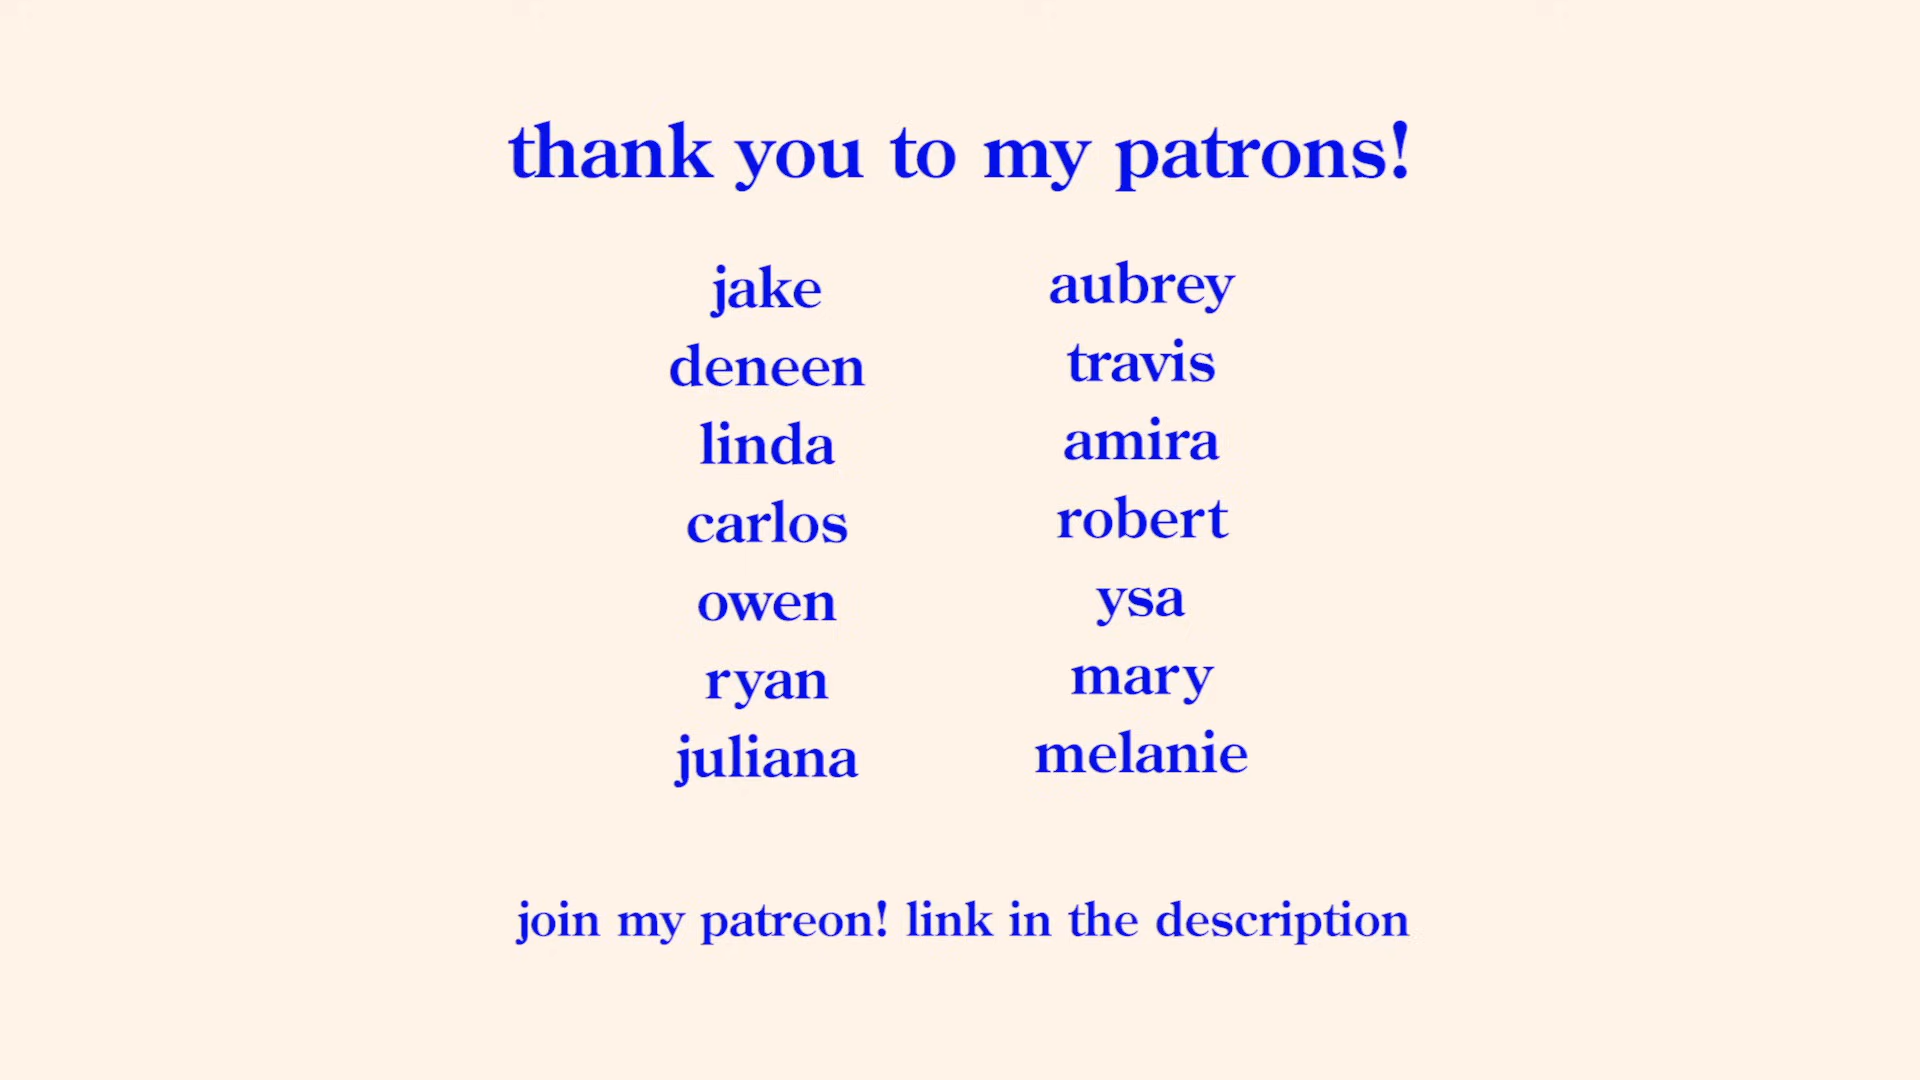 thank you to my patrons!
jake
deneen
linda
carlos
owen
ryan
juliana
aubrey
travis
amira
robert
ysa
mary
melanie
join my patreon! link in the description